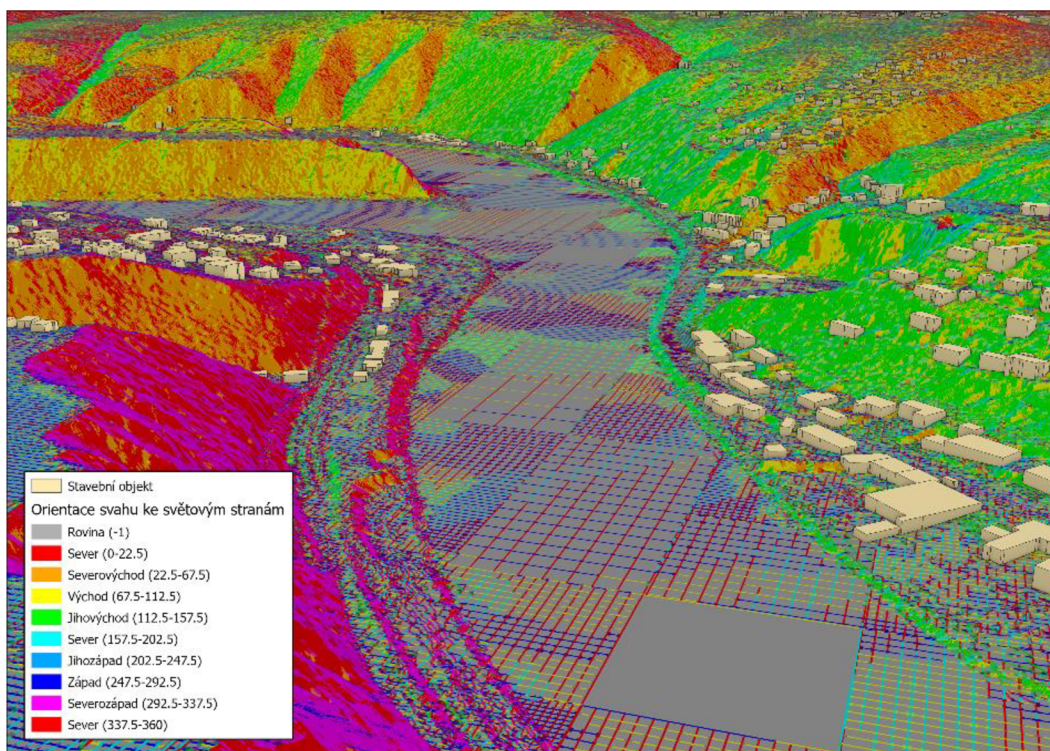 Stavební objekt
Orientace svahu ke světovým stranám
Rovina (-1)
Sever (0-22.5)
Severovýchod (22.5-67.5)
Východ (67.5-112.5)
Jihovýchod (112.5-157.5)
Sever (157.5-202.5)
Jihozápad (202.5-247.5)
Západ (247.5-292.5)
Severozápad (292.5-337.5)
Sever (337.5-360)